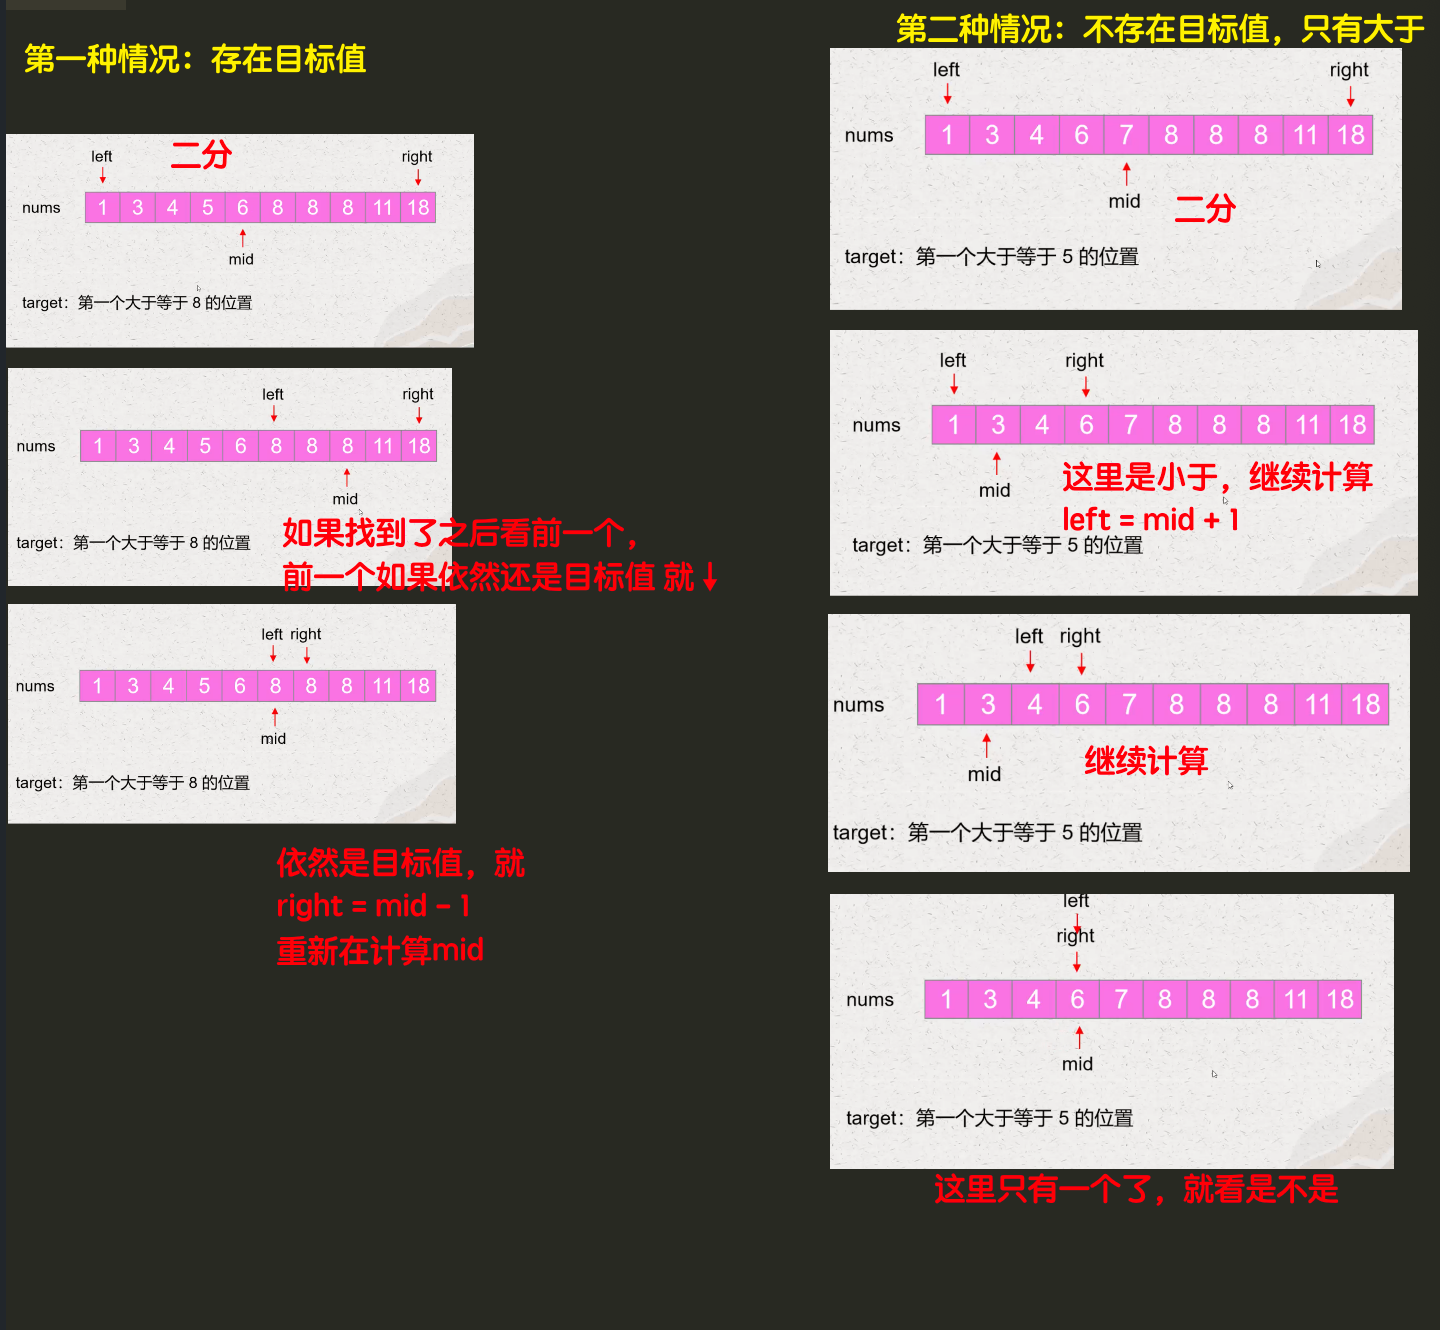 第一种情况：存在目标值
left
二分
right
nums
1 3 4 5 6 8 8 8 11 18
mid
target：第一个大于等于 8 的位置
left
right
nums
1 3 4 5 6 8 8 8 11 18
mid
如果找到了之后看前一个，
target：第一个大于等于 8 的位置
前一个如果依然还是目标值 就↓
left right
nums
1 3 4 5 6 8 8 8 11 18
mid
target：第一个大于等于 8 的位置
依然是目标值，就
right = mid - 1
重新在计算mid
第二种情况：不存在目标值，只有大于
left
right
nums
1 3 4 6 7 8 8 8 11 18
mid
二分
target：第一个大于等于 5 的位置
left
right
nums
1 3 4 6 7 8 8 8 11 18
mid
这里是小于，继续计算
left = mid + 1
target：第一个大于等于 5 的位置
left right
nums
1 3 4 6 7 8 8 8 11 18
mid
继续计算
target：第一个大于等于 5 的位置
left
right
nums
1 3 4 6 7 8 8 8 11 18
mid
target：第一个大于等于 5 的位置
这里只有一个了，就看是不是